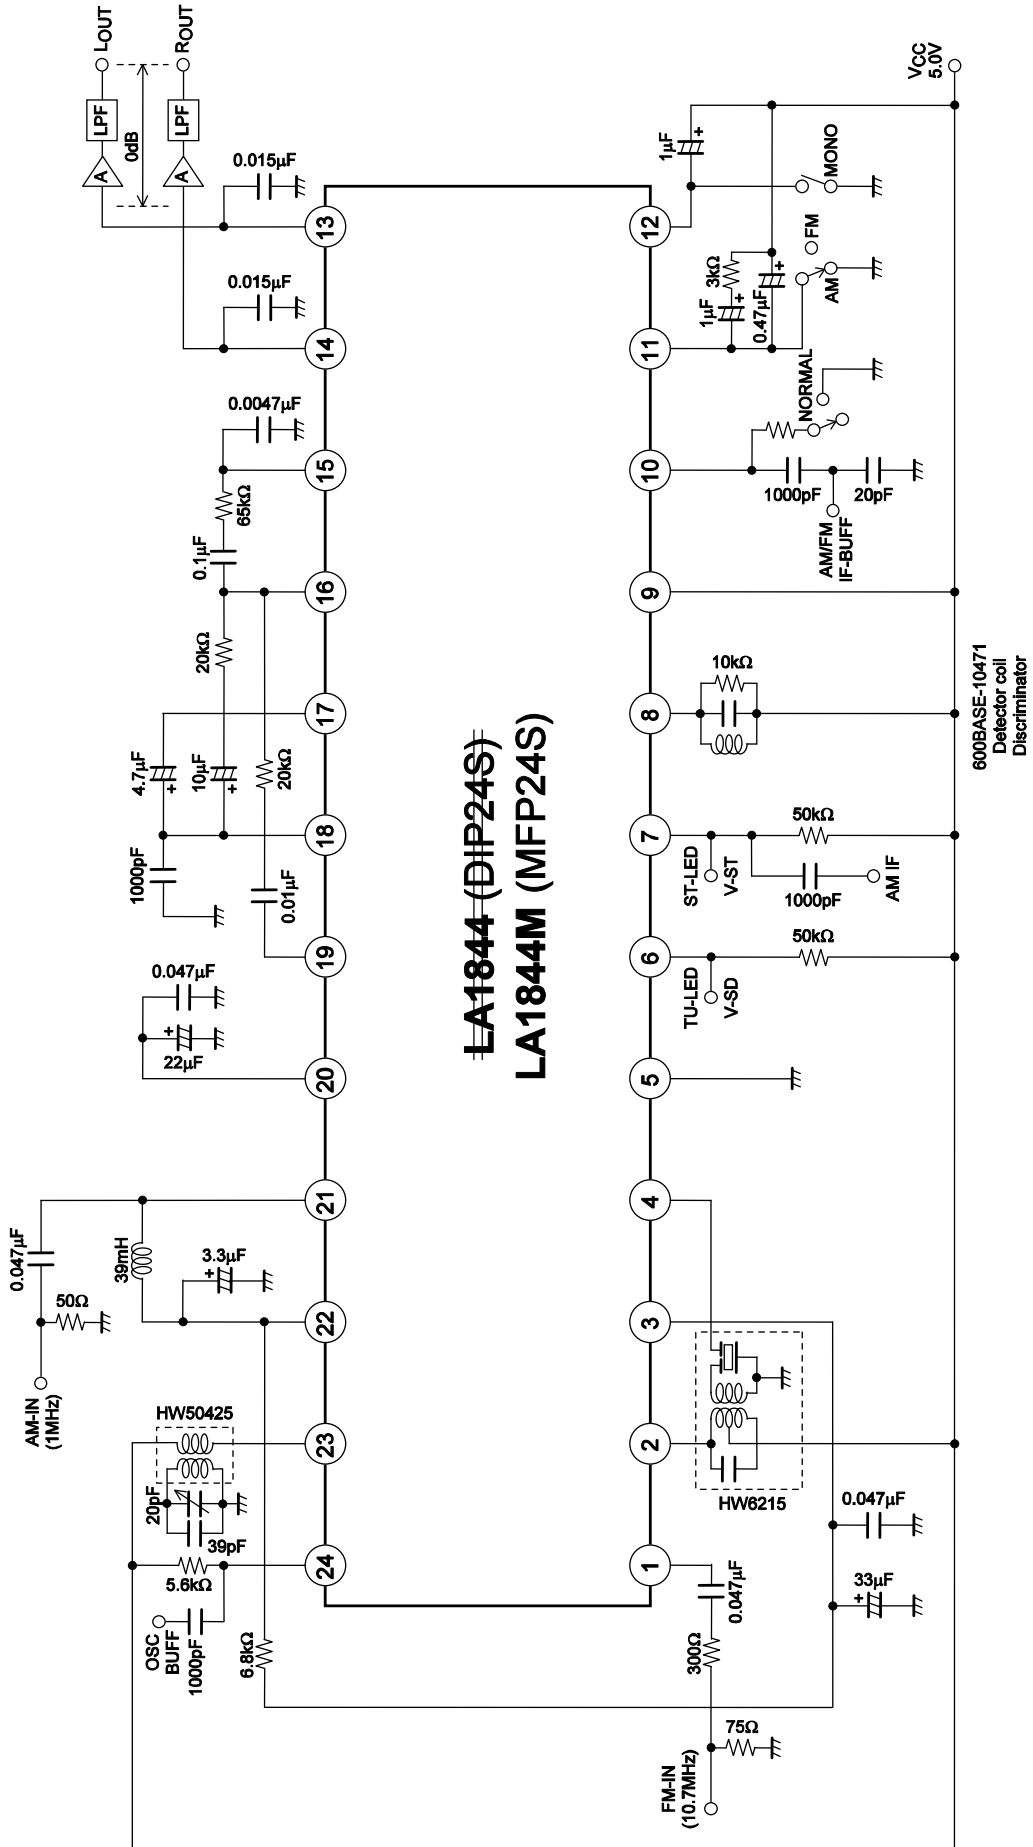 LOUT
ROUT
LPF
LPF
0dB
A
A
VCC
5.0V
0.015µF
1µF
MONO
13
12
FM
3kΩ
0.015µF
1µF
0.47µF
AM
14
11
NORMAL
0.0047µF
15
10
65kΩ
1000pF
20pF
0.1µF
AM/FM
IF-BUFF
16
9
20kΩ
10kΩ
600BASE-10471
Detector coil
Discriminator
17
8
4.7µF
10µF
20kΩ
LA1844 (DIP24S)
LA1844M (MFP24S)
50kΩ
18
7
1000pF
ST-LED
V-ST
0.01µF
1000pF
AM IF
50kΩ
19
6
0.047µF
TU-LED
V-SD
22µF
20
5
21
4
0.047µF
39mH
3.3µF
50Ω
22
3
AM-IN
(1MHz)
HW50425
23
2
20pF
HW6215
39pF
0.047µF
24
1
5.6kΩ
0.047µF
33µF
OSC
BUFF
1000pF
6.8kΩ
300Ω
75Ω
FM-IN
(10.7MHz)